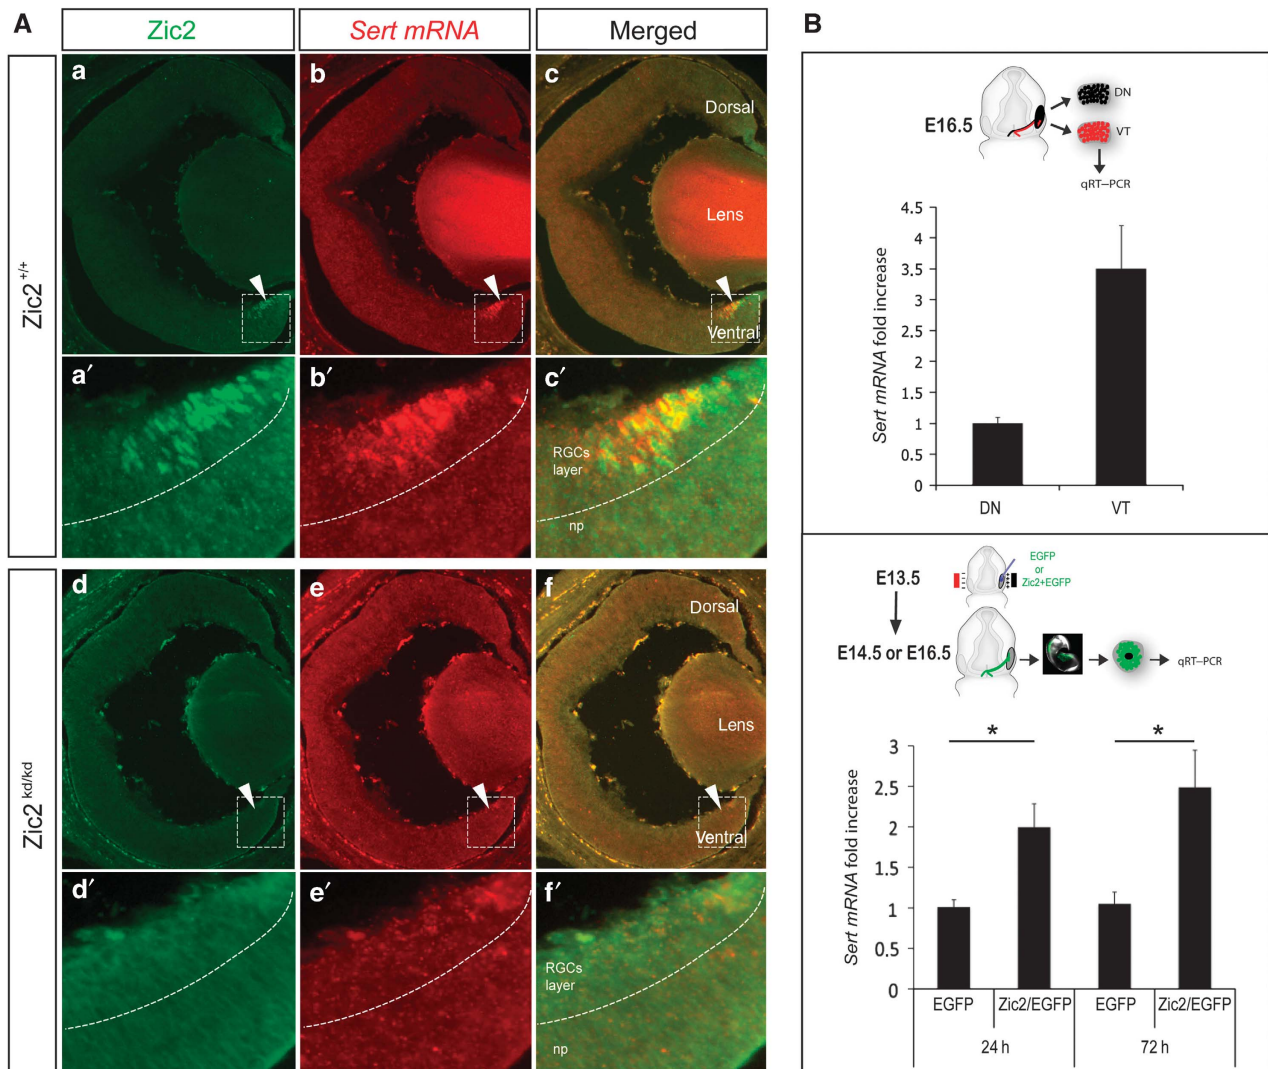 A
Zic2
Sert mRNA
Merged
Zic2+/+
a
b
c
Dorsal
Lens
Ventral
a′
b′
c′
RGCs
layer
np
Zic2kd/kd
d
e
f
Dorsal
Lens
Ventral
d′
e′
f′
RGCs
layer
np
B
E16.5
DN
VT
qRT–PCR
Sert mRNA fold increase
4.5
4
3.5
3
2.5
2
1.5
1
0.5
0
DN
VT
E13.5
EGFP
or
Zic2+EGFP
E14.5 or E16.5
qRT–PCR
Sert mRNA fold increase
3
2.5
2
1.5
1
0.5
0
*
*
EGFP
Zic2/EGFP
EGFP
Zic2/EGFP
24 h
72 h